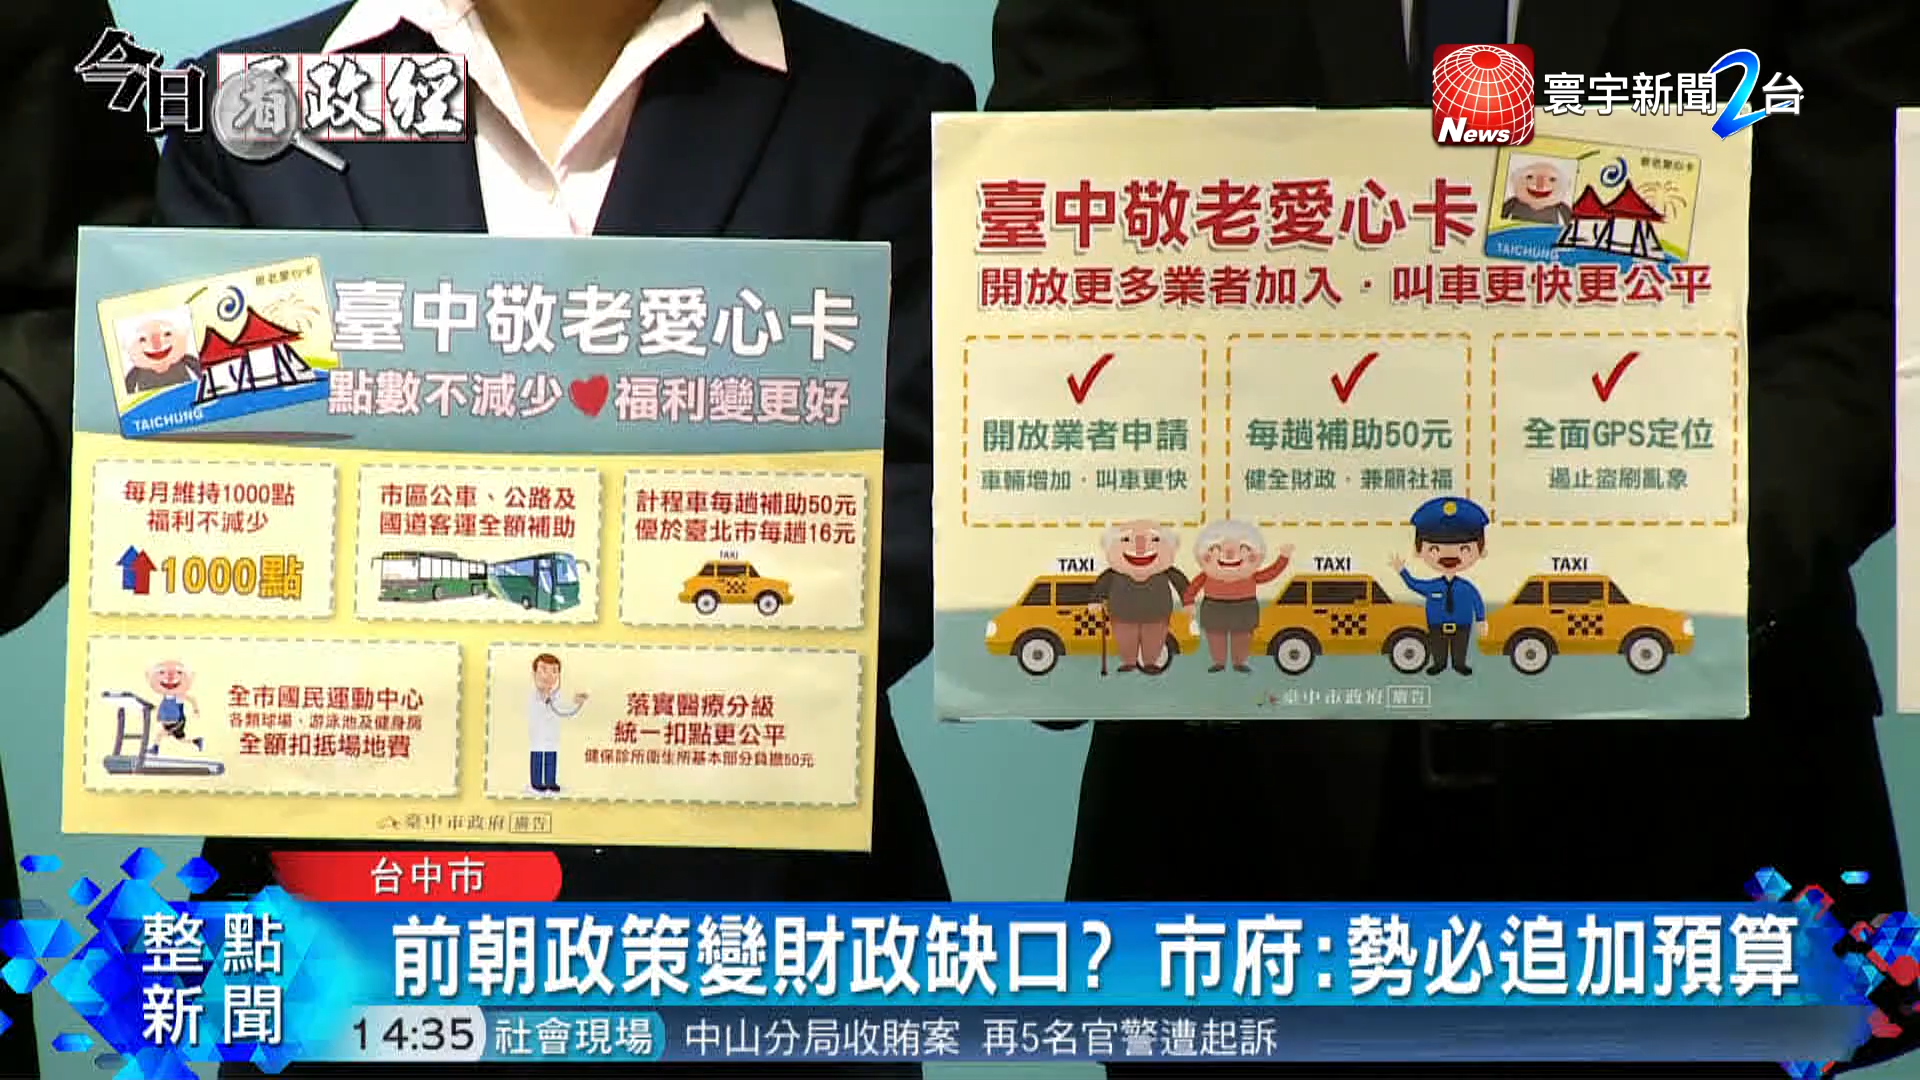 今日看政經
News
寰宇新聞2台
敬老愛心卡
TAICHUNG
臺中敬老愛心卡
點數不減少 福利變更好
每月維持1000點
福利不減少
1000點
市區公車、公路及
國道客運全額補助
計程車每趟補助50元
優於臺北市每趟16元
TAXI
全市國民運動中心
各類球場、游泳池及健身房
全額扣抵場地費
落實醫療分級
統一扣點更公平
健保診所衛生所基本部分負擔50元
臺中市政府 廣告
臺中敬老愛心卡
敬老愛心卡
TAICHUNG
開放更多業者加入・叫車更快更公平
開放業者申請
車輛增加・叫車更快
每趟補助50元
健全財政・兼顧社福
全面GPS定位
遏止盜刷亂象
TAXI
TAXI
TAXI
臺中市政府 廣告
台中市
整點
新聞
前朝政策變財政缺口? 市府:勢必追加預算
14:35 社會現場 中山分局收賄案 再5名官警遭起訴